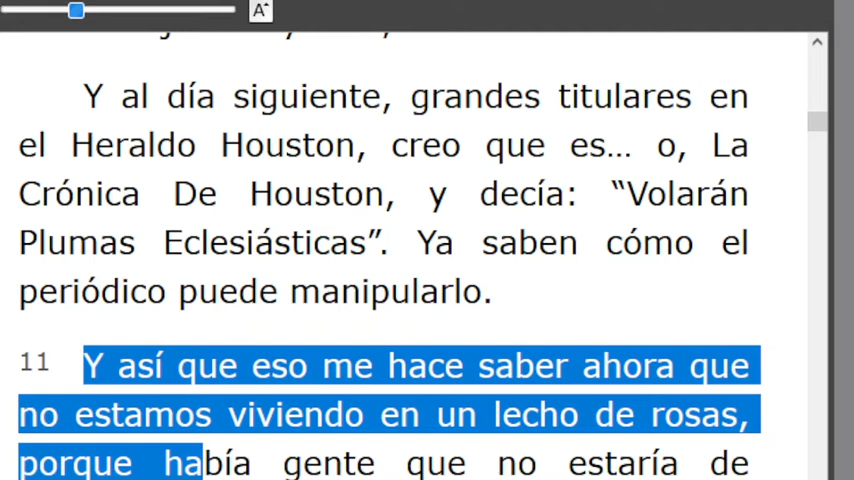 A
Y al día siguiente, grandes titulares en
el Heraldo Houston, creo que es… o, La
Crónica De Houston, y decía: “Volarán
Plumas Eclesiásticas”. Ya saben cómo el
periódico puede manipularlo.
11 Y así que eso me hace saber ahora que
no estamos viviendo en un lecho de rosas,
porque había gente que no estaría de